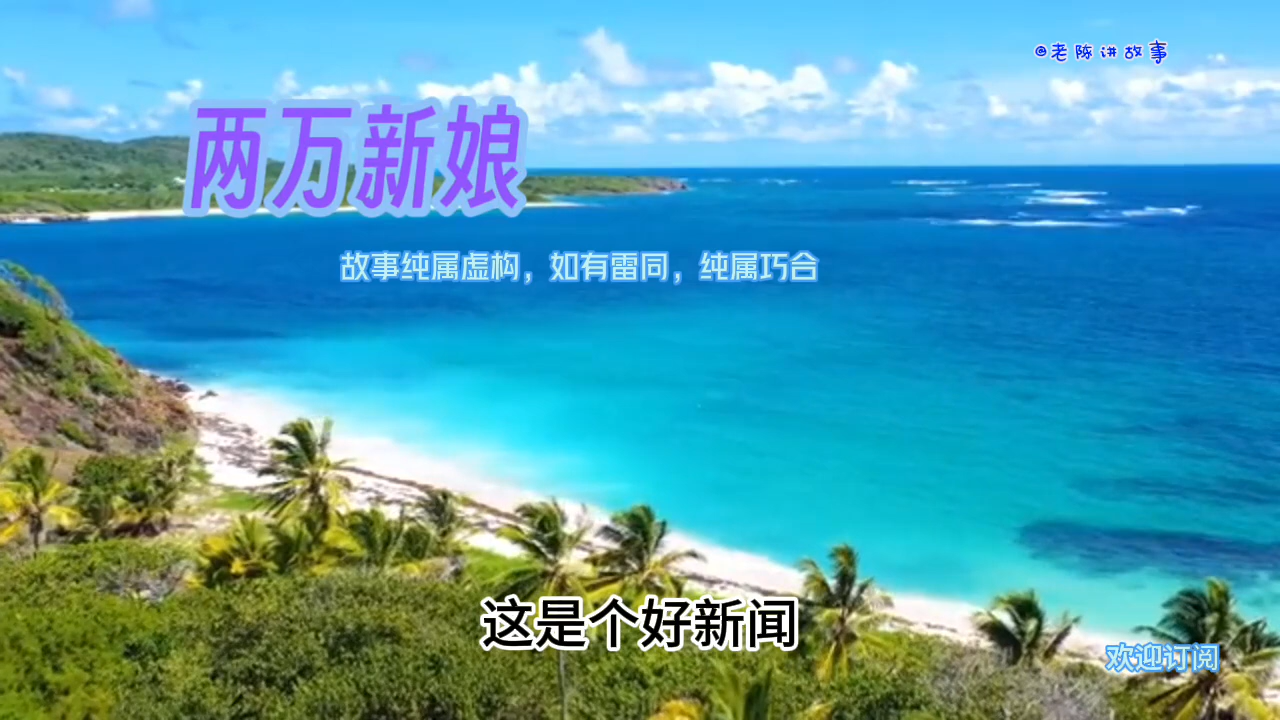 @老陈讲故事
两万新娘
故事纯属虚构，如有雷同，纯属巧合
这是个好新闻
欢迎订阅